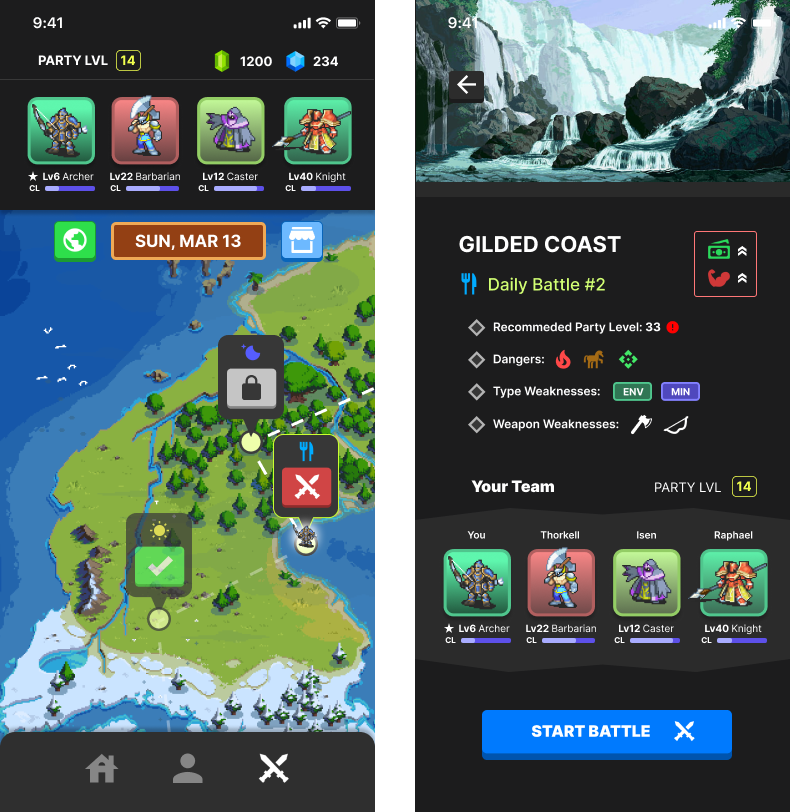 9:41
PARTY LVL 14 1200 234
★ Lv6 Archer Lv22 Barbarian Lv12 Caster Lv40 Knight
CL CL CL CL
SUN, MAR 13
9:41
GILDED COAST
Daily Battle #2
Recommeded Party Level: 33
Dangers:
Type Weaknesses: ENV MIN
Weapon Weaknesses:
Your Team PARTY LVL 14
You Thorkell Isen Raphael
★ Lv6 Archer Lv22 Barbarian Lv12 Caster Lv40 Knight
CL CL CL CL
START BATTLE